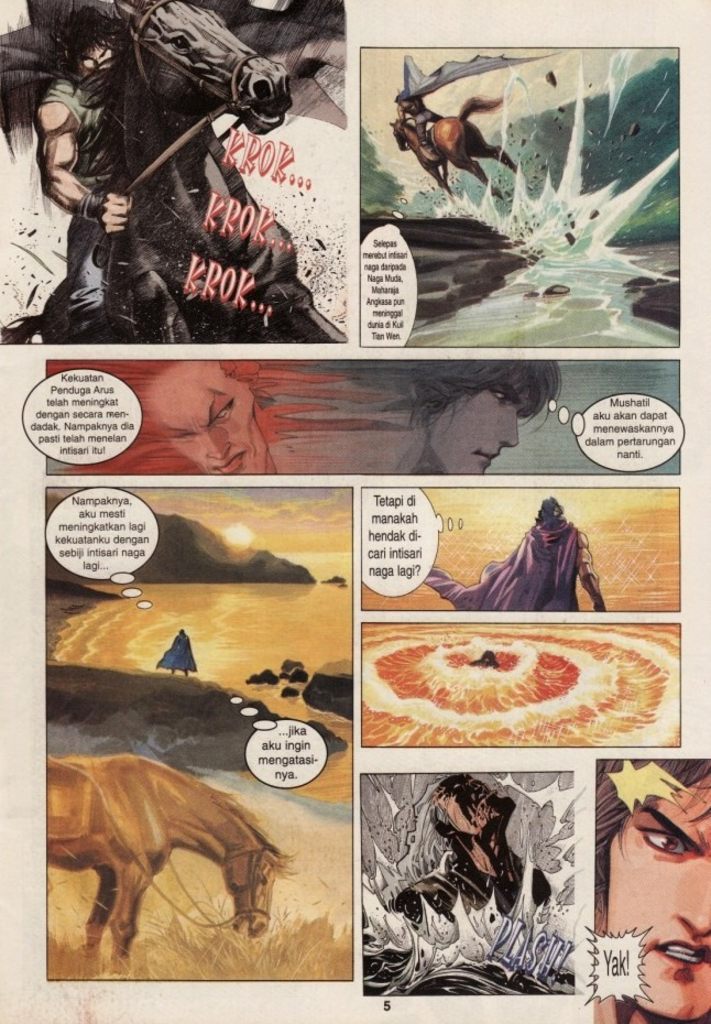 KROK...
KROK...
KROK...
Selepas
merebut intisari
naga daripada
Naga Muda,
Maharaja
Angkasa pun
meninggal
dunia di Kuil
Tian Wen.
Kekuatan
Penduga Arus
telah meningkat
dengan secara men-
dadak. Nampaknya dia
pasti telah menelan
intisari itu!
Mushatil
aku akan dapat
menewaskannya
dalam pertarungan
nanti.
Nampaknya,
aku mesti
meningkatkan lagi
kekuatanku dengan
sebiji intisari naga
lagi...
...jika
aku ingin
mengatasi-
nya.
Tetapi di
manakah
hendak di-
cari intisari
naga lagi?
PLASH!
Yak!
5